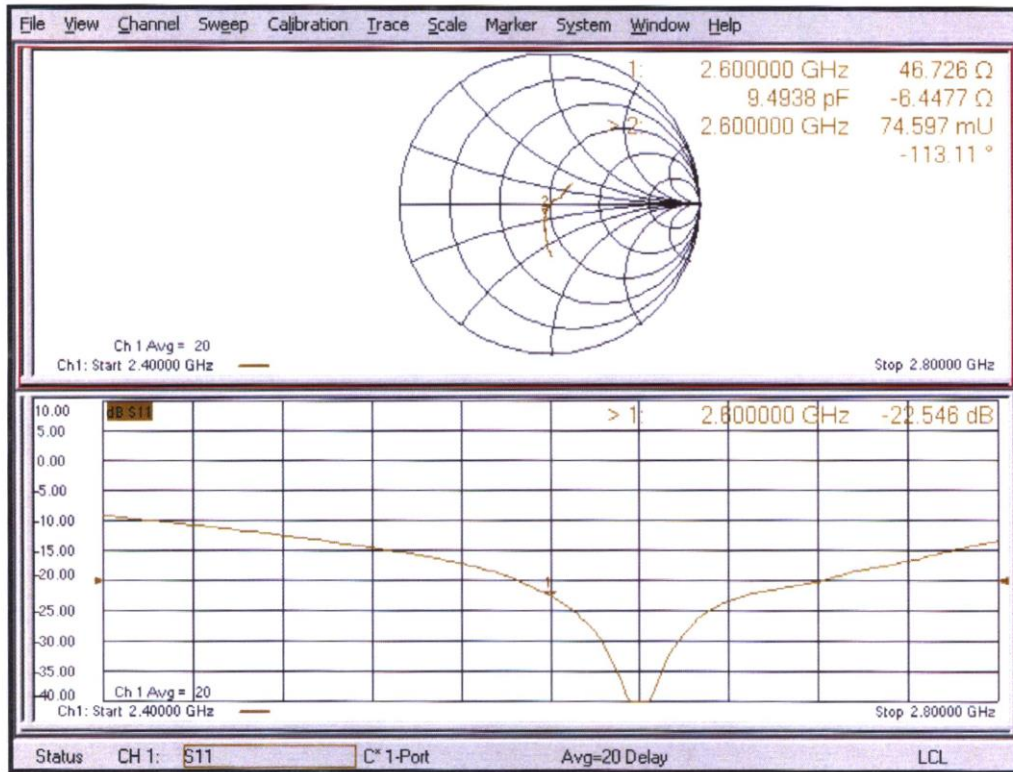 File View Channel Sweep Calibration Trace Scale Marker System Window Help
1: 2.600000 GHz 46.726 Ω
9.4938 pF -6.4477 Ω
> 2: 2.600000 GHz 74.597 mU
-113.11 °
2
Ch 1 Avg = 20
Ch1: Start 2.40000 GHz Stop 2.80000 GHz
10.00 dB S11 > 1: 2.600000 GHz -22.546 dB
5.00
0.00
-5.00
-10.00
-15.00
-20.00
1
-25.00
-30.00
-35.00
-40.00 Ch 1 Avg = 20
Ch1: Start 2.40000 GHz Stop 2.80000 GHz
Status CH 1: S11 C* 1-Port Avg=20 Delay LCL